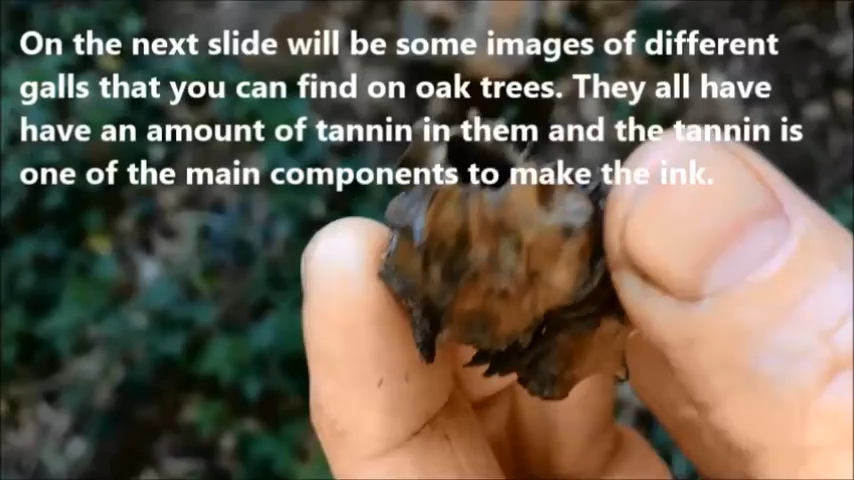 On the next slide will be some images of different
galls that you can find on oak trees. They all have
have an amount of tannin in them and the tannin is
one of the main components to make the ink.